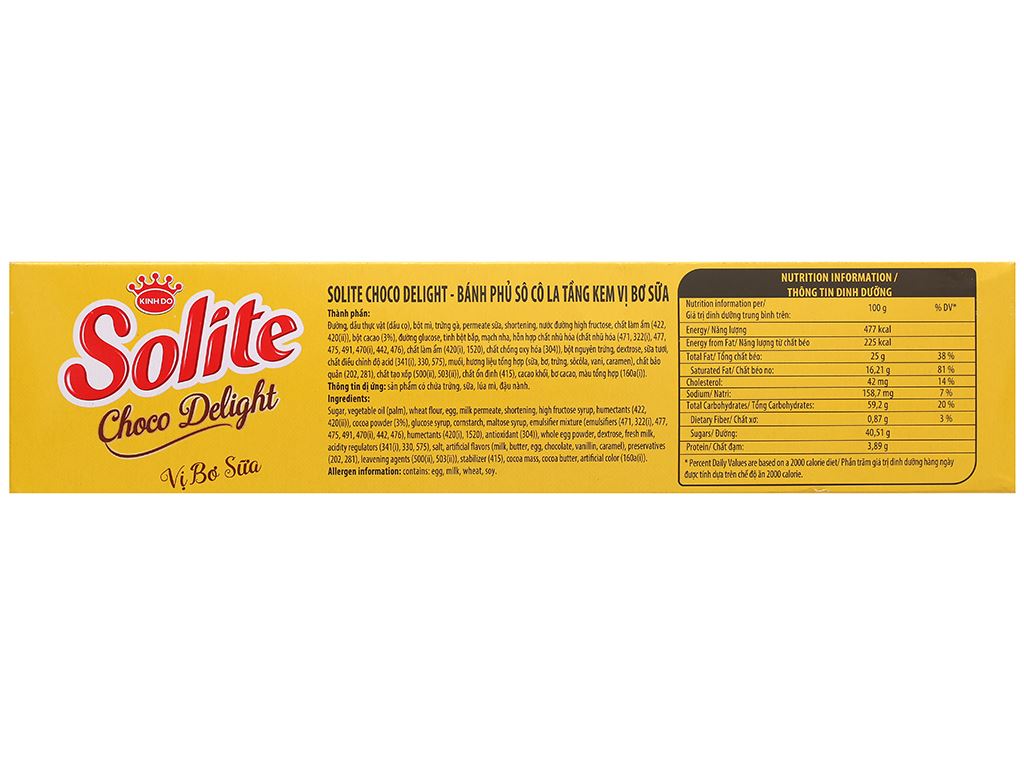 KINH DO
Solite
Choco Delight
Vị Bơ Sữa
SOLITE CHOCO DELIGHT - BÁNH PHỦ SÔ CÔ LA TẦNG KEM VỊ BƠ SỮA
Thành phần:
Đường, dầu thực vật (dầu cọ), bột mì, trứng gà, permeate sữa, shortening, nước đường high fructose, chất làm ẩm (422,
420(ii)), bột cacao (3%), đường glucose, tinh bột bắp, mạch nha, hỗn hợp chất nhũ hóa (chất nhũ hóa (471, 322(i), 477,
475, 491, 470(ii), 442, 476), chất làm ẩm (420(i), 1520), chất chống oxy hóa (304)), bột nguyên trứng, dextrose, sữa tươi,
chất điều chỉnh độ acid (341(i), 330, 575), muối, hương liệu tổng hợp (sữa, bơ, trứng, sôcôla, vani, caramen), chất bảo
quản (202, 281), chất tạo xốp (500(ii), 503(ii)), chất ổn định (415), cacao khối, bơ cacao, màu tổng hợp (160a(i)).
Thông tin dị ứng: sản phẩm có chứa trứng, sữa, lúa mì, đậu nành.
Ingredients:
Sugar, vegetable oil (palm), wheat flour, egg, milk permeate, shortening, high fructose syrup, humectants (422,
420(ii)), cocoa powder (3%), glucose syrup, cornstarch, maltose syrup, emulsifier mixture (emulsifiers (471, 322(i), 477,
475, 491, 470(ii), 442, 476), humectants (420(i), 1520), antioxidant (304)), whole egg powder, dextrose, fresh milk,
acidity regulators (341(i), 330, 575), salt, artificial flavors (milk, butter, egg, chocolate, vanillin, caramel), preservatives
(202, 281), leavening agents (500(ii), 503(ii)), stabilizer (415), cocoa mass, cocoa butter, artificial color (160a(ii)).
Allergen information: contains: egg, milk, wheat, soy.
NUTRITION INFORMATION /
THÔNG TIN DINH DƯỠNG
Nutrition information per/
Giá trị dinh dưỡng trung bình trên: 100 g % DV*
Energy/ Năng lượng 477 kcal
Energy from Fat/ Năng lượng từ chất béo 225 kcal
Total Fat/ Tổng chất béo: 25 g 38 %
Saturated Fat/ Chất béo no: 16,21 g 81 %
Cholesterol: 42 mg 14 %
Sodium/ Natri: 158,7 mg 7 %
Total Carbohydrates/ Tổng Carbohydrates: 59,2 g 20 %
Dietary Fiber/ Chất xơ: 0,87 g 3 %
Sugars/ Đường: 40,51 g
Protein/ Chất đạm: 3,89 g
* Percent Daily Values are based on a 2000 calorie diet/ Phần trăm giá trị dinh dưỡng hàng ngày
được tính dựa trên chế độ ăn 2000 calorie.